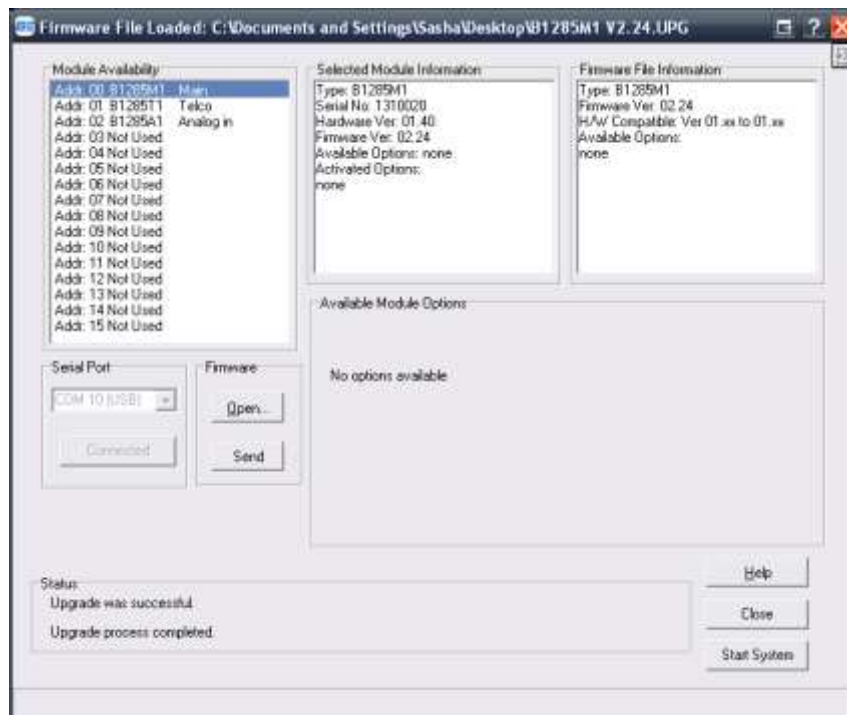 Firmware File Loaded: C:\Documents and Settings\Sasha\Desktop\B1285M1 V2.24.UPG
Module Availability
Addr: 00 B1285M1 Main
Addr: 01 B1285T1 Telco
Addr: 02 B1285A1 Analog in
Addr: 03 Not Used
Addr: 04 Not Used
Addr: 05 Not Used
Addr: 06 Not Used
Addr: 07 Not Used
Addr: 08 Not Used
Addr: 09 Not Used
Addr: 10 Not Used
Addr: 11 Not Used
Addr: 12 Not Used
Addr: 13 Not Used
Addr: 14 Not Used
Addr: 15 Not Used
Selected Module Information
Type: B1285M1
Serial No: 1310020
Hardware Ver: 01.40
Firmware Ver: 02.24
Available Options: none
Activated Options:
none
Firmware File Information
Type: B1285M1
Firmware Ver: 02.24
H/W Compatible: Ver 01.xx to 01.xx
Available Options:
none
Serial Port
COM 10 (USB)
Connected
Firmware
Open...
Send
Available Module Options
No options available
Status
Upgrade was successful
Upgrade process completed
Help
Close
Start System